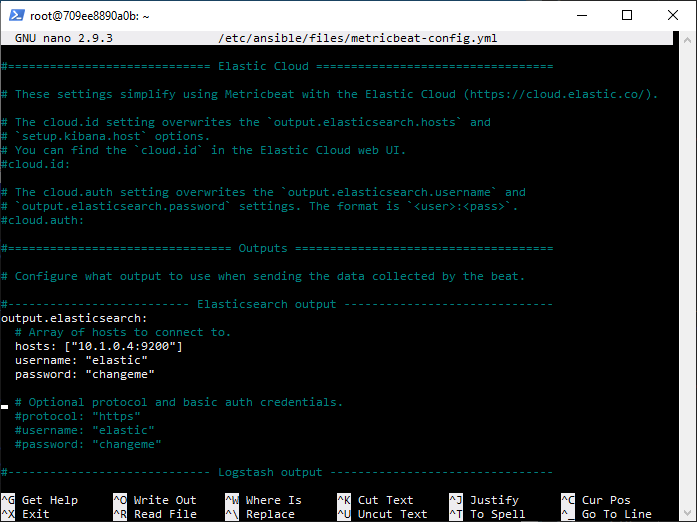 root@709ee8890a0b: ~
GNU nano 2.9.3 /etc/ansible/files/metricbeat-config.yml
#============================= Elastic Cloud ==================================
# These settings simplify using Metricbeat with the Elastic Cloud (https://cloud.elastic.co/).
# The cloud.id setting overwrites the `output.elasticsearch.hosts` and
# `setup.kibana.host` options.
# You can find the `cloud.id` in the Elastic Cloud web UI.
#cloud.id:
# The cloud.auth setting overwrites the `output.elasticsearch.username` and
# `output.elasticsearch.password` settings. The format is `<user>:<pass>`.
#cloud.auth:
#================================ Outputs =====================================
# Configure what output to use when sending the data collected by the beat.
#-------------------------- Elasticsearch output ------------------------------
output.elasticsearch:
# Array of hosts to connect to.
hosts: ["10.1.0.4:9200"]
username: "elastic"
password: "changeme"
# Optional protocol and basic auth credentials.
#protocol: "https"
#username: "elastic"
#password: "changeme"
#----------------------------- Logstash output --------------------------------
^G Get Help ^O Write Out ^W Where Is ^K Cut Text ^J Justify ^C Cur Pos
^X Exit ^R Read File ^\ Replace ^U Uncut Text ^T To Spell ^_ Go To Line